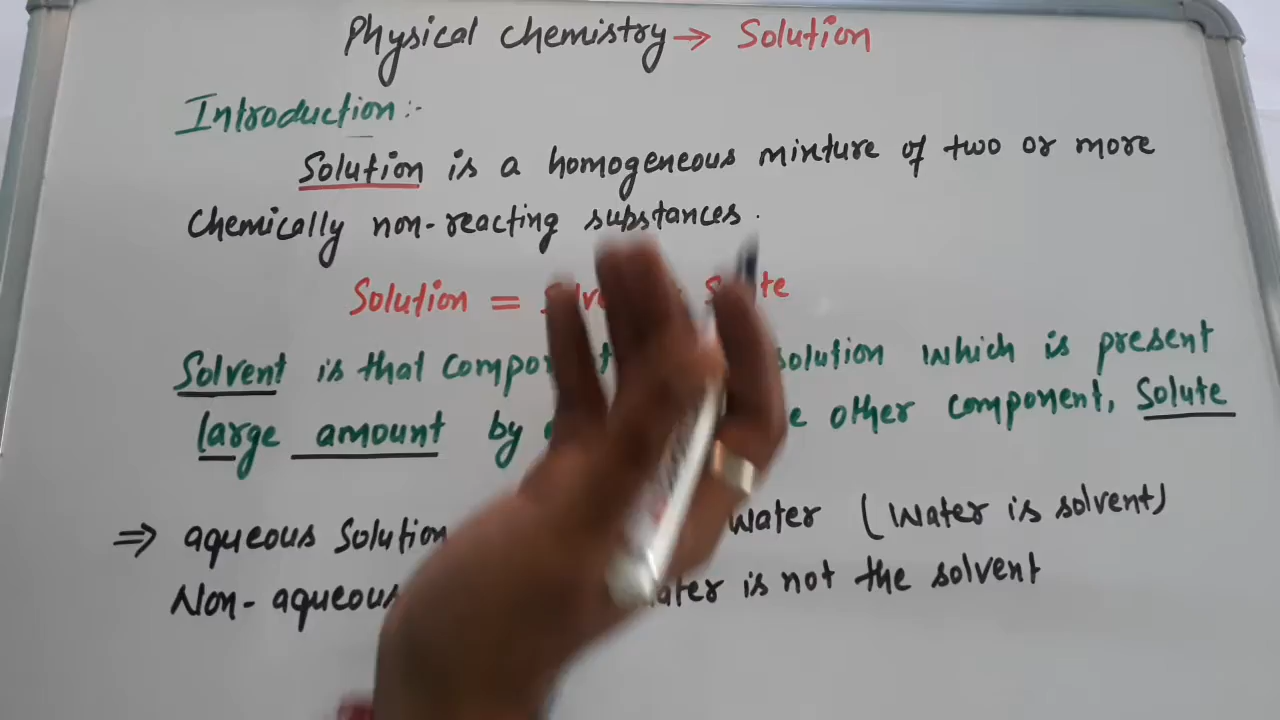 Physical chemistry → Solution
Introduction:-
Solution is a homogeneous mixture of two or more
Chemically non-reacting substances.
Solution = Solute
Solvent is that solution which is present
large amount by other component, Solute
⇒ aqueous Solution water (Water is solvent)
Non-aqueous water is not the solvent